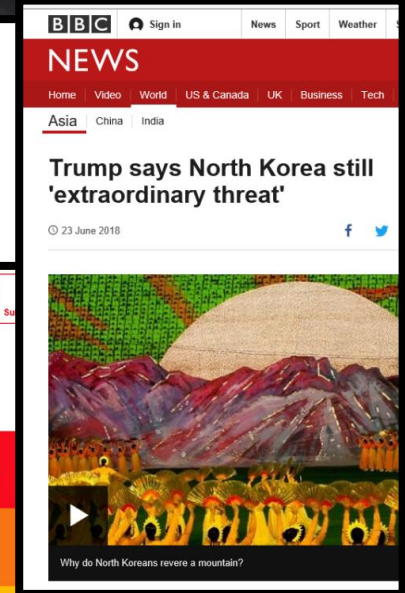 BBC Sign in News Sport Weather
NEWS
Home Video World US & Canada UK Business Tech
Asia China India
Trump says North Korea still
'extraordinary threat'
23 June 2018
Su
Why do North Koreans revere a mountain?